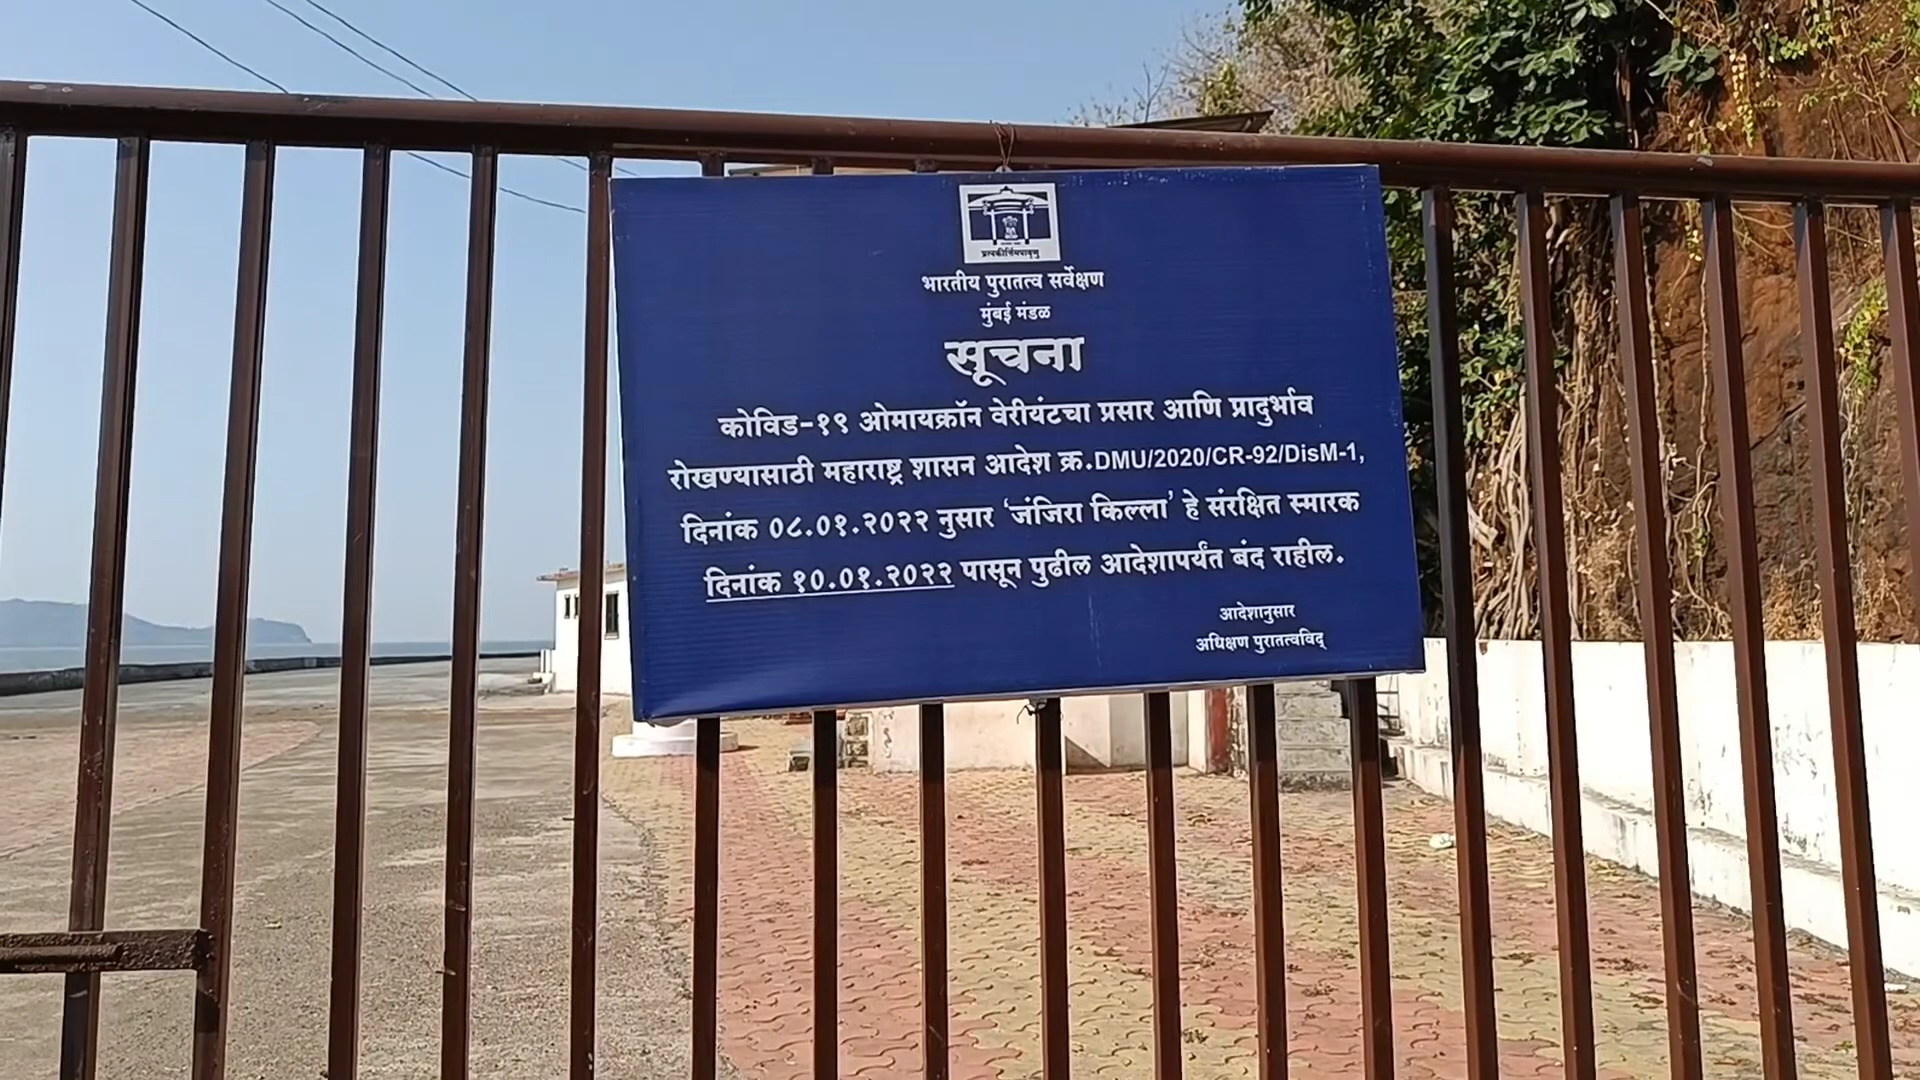 प्रत्नकीर्तिमपावृणु
भारतीय पुरातत्व सर्वेक्षण
मुंबई मंडळ
सूचना
कोविड-१९ ओमायक्रॉन वेरीयंटचा प्रसार आणि प्रादुर्भाव
रोखण्यासाठी महाराष्ट्र शासन आदेश क्र.DMU/2020/CR-92/DisM-1,
दिनांक ०८.०१.२०२२ नुसार ‘जंजिरा किल्ला’ हे संरक्षित स्मारक
दिनांक १०.०१.२०२२ पासून पुढील आदेशापर्यंत बंद राहील.
आदेशानुसार
अधिक्षण पुरातत्वविद्